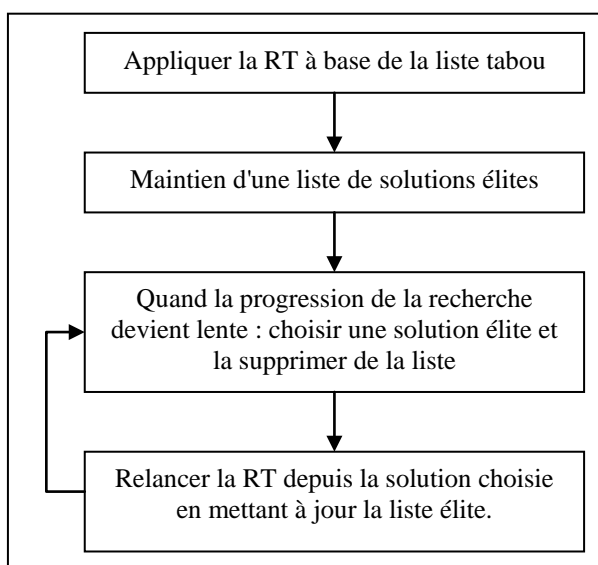 Appliquer la RT à base de la liste tabou
Maintien d'une liste de solutions élites
Quand la progression de la recherche
devient lente : choisir une solution élite et
la supprimer de la liste
Relancer la RT depuis la solution choisie
en mettant à jour la liste élite.